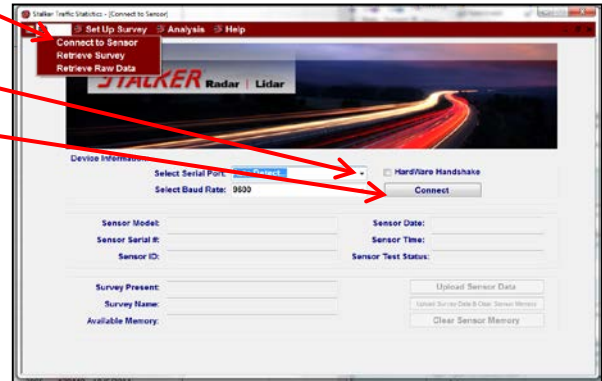 Stalker Traffic Statistics - [Connect to Sensor]
Set Up Survey Analysis Help
Connect to Sensor
Retrieve Survey
Retrieve Raw Data
STALKER Radar | Lidar
Device Information
Select Serial Port: Detect...
HardWare Handshake
Select Baud Rate: 9600
Connect
Sensor Model:
Sensor Date:
Sensor Serial #:
Sensor Time:
Sensor ID:
Sensor Test Status:
Survey Present:
Upload Sensor Data
Survey Name:
Upload Survey Data & Clear Sensor Memory
Available Memory:
Clear Sensor Memory